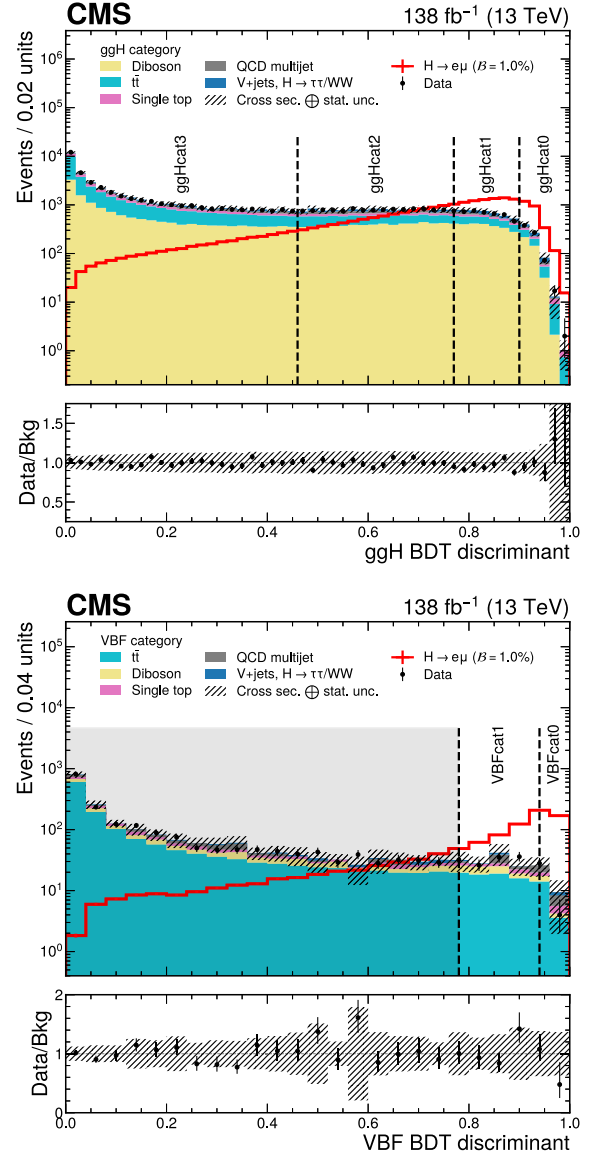 CMS 138 fb⁻¹ (13 TeV)
ggH category
Diboson
tt̄
Single top
QCD multijet
V+jets, H → ττ/WW
Cross sec. ⊕ stat. unc.
H → eμ (ℬ = 1.0%)
Data
Events / 0.02 units
10⁶
10⁵
10⁴
10³
10²
10¹
10⁰
ggHcat3
ggHcat2
ggHcat1
ggHcat0
Data/Bkg
1.5
1.0
0.5
0.0 0.2 0.4 0.6 0.8 1.0
ggH BDT discriminant
CMS 138 fb⁻¹ (13 TeV)
VBF category
tt̄
Diboson
Single top
QCD multijet
V+jets, H → ττ/WW
Cross sec. ⊕ stat. unc.
H → eμ (ℬ = 1.0%)
Data
Events / 0.04 units
10⁵
10⁴
10³
10²
10¹
10⁰
VBFcat1
VBFcat0
Data/Bkg
2
1
0
0.0 0.2 0.4 0.6 0.8 1.0
VBF BDT discriminant